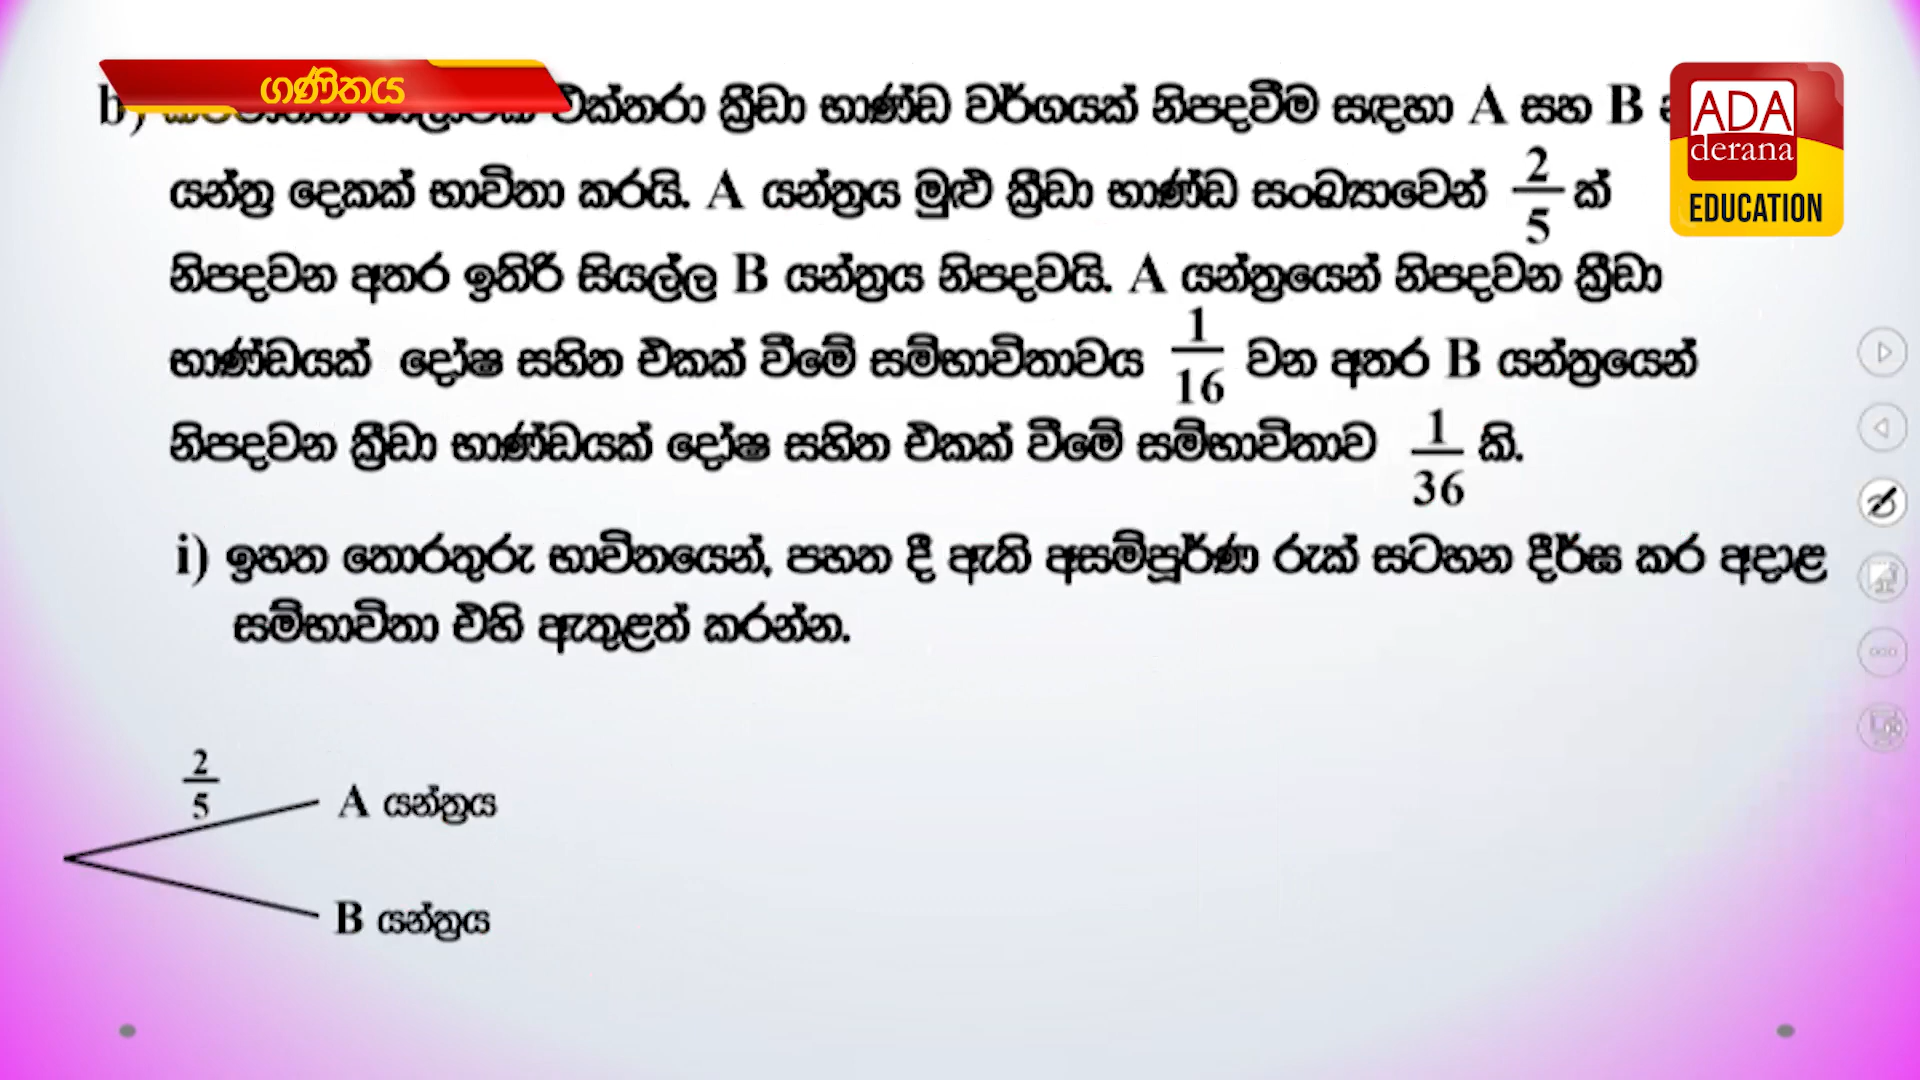 ගණිතය
ADA
derana
EDUCATION
b) එක්තරා ක්‍රීඩා භාණ්ඩ වර්ගයක් නිපදවීම සඳහා A සහ B
යන්ත්‍ර දෙකක් භාවිතා කරයි. A යන්ත්‍රය මුළු ක්‍රීඩා භාණ්ඩ සංඛ්‍යාවෙන් 2/5 ක්
නිපදවන අතර ඉතිරි සියල්ල B යන්ත්‍රය නිපදවයි. A යන්ත්‍රයෙන් නිපදවන ක්‍රීඩා
භාණ්ඩයක් දෝෂ සහිත එකක් වීමේ සම්භාවිතාවය 1/16 වන අතර B යන්ත්‍රයෙන්
නිපදවන ක්‍රීඩා භාණ්ඩයක් දෝෂ සහිත එකක් වීමේ සම්භාවිතාව 1/36 කි.
i) ඉහත තොරතුරු භාවිතයෙන්, පහත දී ඇති අසම්පූර්ණ රුක් සටහන දීර්ඝ කර අදාළ
සම්භාවිතා එහි ඇතුළත් කරන්න.
2/5
A යන්ත්‍රය
B යන්ත්‍රය